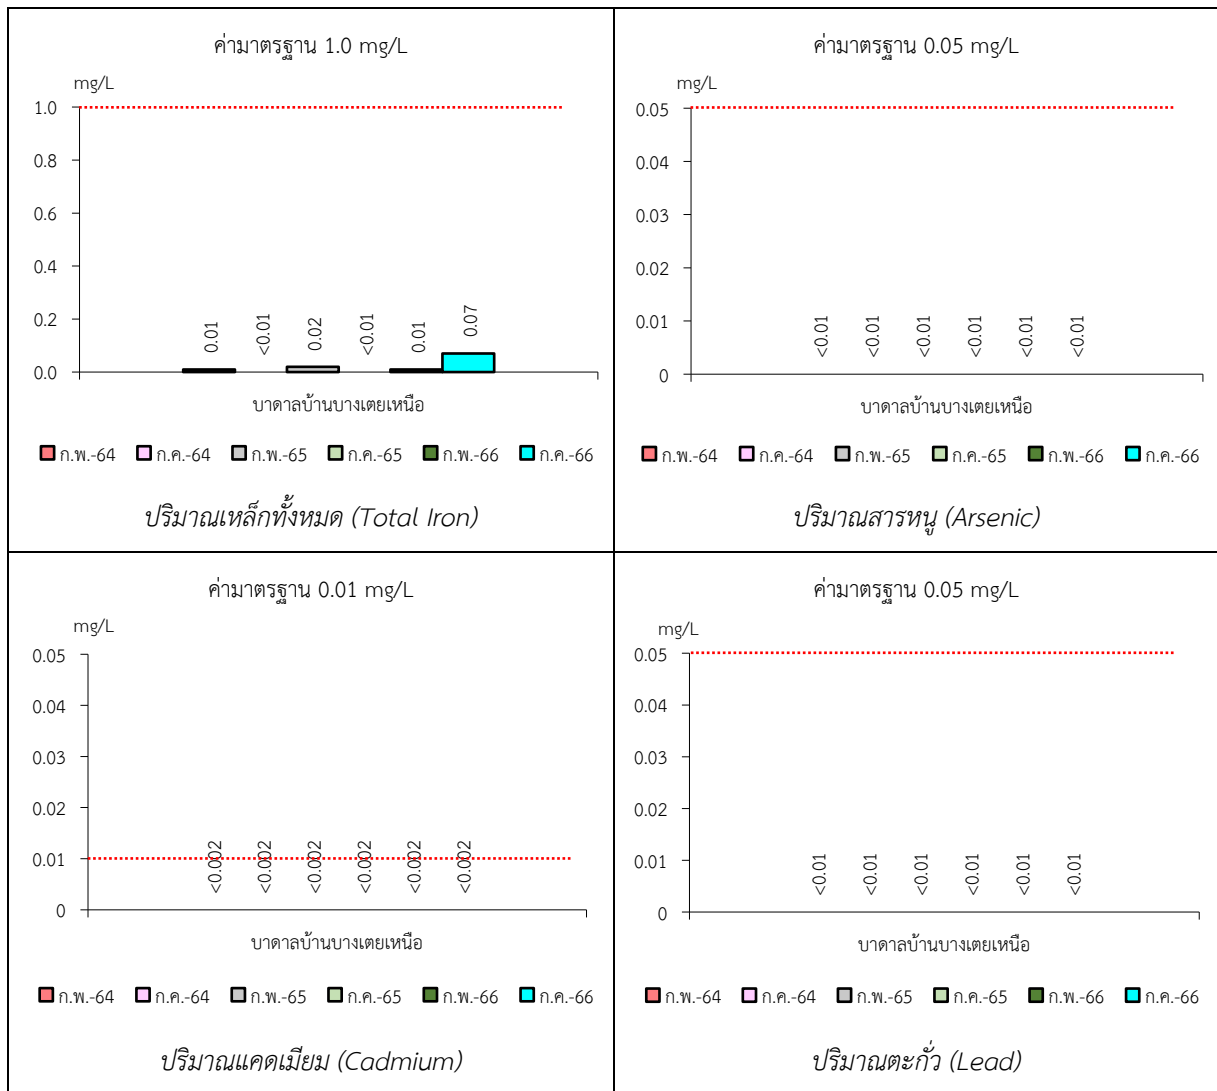 ค่ามาตรฐาน 1.0 mg/L
mg/L
1.0
0.8
0.6
0.4
0.2
0.0
0.01
<0.01
0.02
<0.01
0.01
0.07
บาดาลบ้านบางเตยเหนือ
ก.พ.-64 ก.ค.-64 ก.พ.-65 ก.ค.-65 ก.พ.-66 ก.ค.-66
ปริมาณเหล็กทั้งหมด (Total Iron)
ค่ามาตรฐาน 0.05 mg/L
mg/L
0.05
0.04
0.03
0.02
0.01
0
<0.01
<0.01
<0.01
<0.01
<0.01
<0.01
บาดาลบ้านบางเตยเหนือ
ก.พ.-64 ก.ค.-64 ก.พ.-65 ก.ค.-65 ก.พ.-66 ก.ค.-66
ปริมาณสารหนู (Arsenic)
ค่ามาตรฐาน 0.01 mg/L
mg/L
0.05
0.04
0.03
0.02
0.01
0
<0.002
<0.002
<0.002
<0.002
<0.002
<0.002
บาดาลบ้านบางเตยเหนือ
ก.พ.-64 ก.ค.-64 ก.พ.-65 ก.ค.-65 ก.พ.-66 ก.ค.-66
ปริมาณแคดเมียม (Cadmium)
ค่ามาตรฐาน 0.05 mg/L
mg/L
0.05
0.04
0.03
0.02
0.01
0
<0.01
<0.01
<0.01
<0.01
<0.01
<0.01
บาดาลบ้านบางเตยเหนือ
ก.พ.-64 ก.ค.-64 ก.พ.-65 ก.ค.-65 ก.พ.-66 ก.ค.-66
ปริมาณตะกั่ว (Lead)